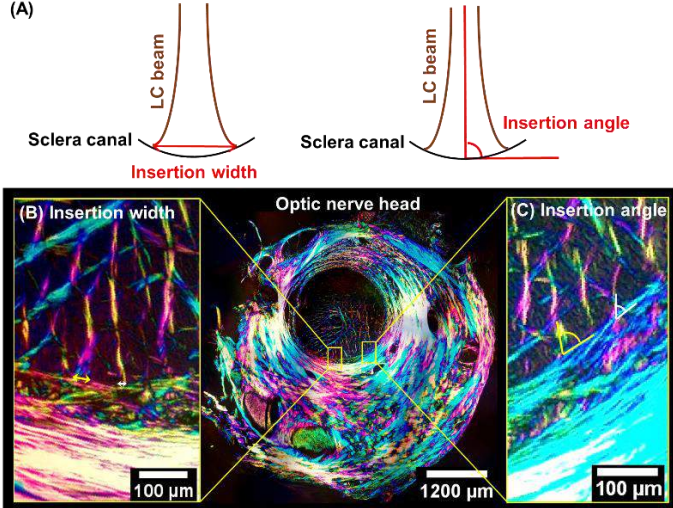 (A)
LC beam
Sclera canal
Insertion width
LC beam
Sclera canal
Insertion angle
(B) Insertion width
Optic nerve head
(C) Insertion angle
100 µm
1200 µm
100 µm